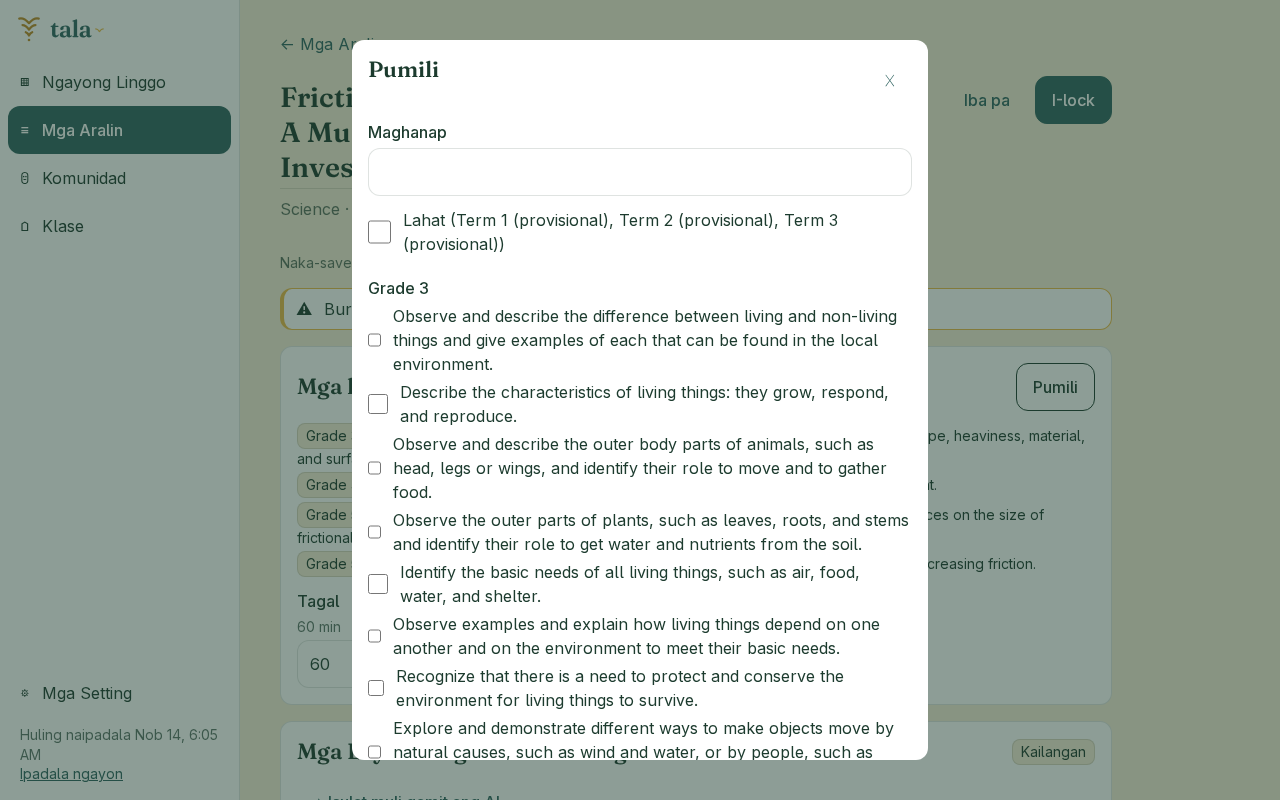 tala
Ngayong Linggo
Mga Aralin
Komunidad
Klase
Mga Setting
Huling naipadala Nob 14, 6:05
AM
Ipadala ngayon
← Mga
Iba pa
I-lock
A Mu
Science ·
Naka-save
Pumili
and surf
Grade
pe, heaviness, material,
Grade
Grade
ces on the size of
frictional
Grade
creasing friction.
Tagal
60 min
60
Kailangan
Pumili
X
Maghanap
Lahat (Term 1 (provisional), Term 2 (provisional), Term 3
(provisional))
Grade 3
Observe and describe the difference between living and non-living
things and give examples of each that can be found in the local
environment.
Describe the characteristics of living things: they grow, respond,
and reproduce.
Observe and describe the outer body parts of animals, such as
head, legs or wings, and identify their role to move and to gather
food.
Observe the outer parts of plants, such as leaves, roots, and stems
and identify their role to get water and nutrients from the soil.
Identify the basic needs of all living things, such as air, food,
water, and shelter.
Observe examples and explain how living things depend on one
another and on the environment to meet their basic needs.
Recognize that there is a need to protect and conserve the
environment for living things to survive.
Explore and demonstrate different ways to make objects move by
natural causes, such as wind and water, or by people, such as